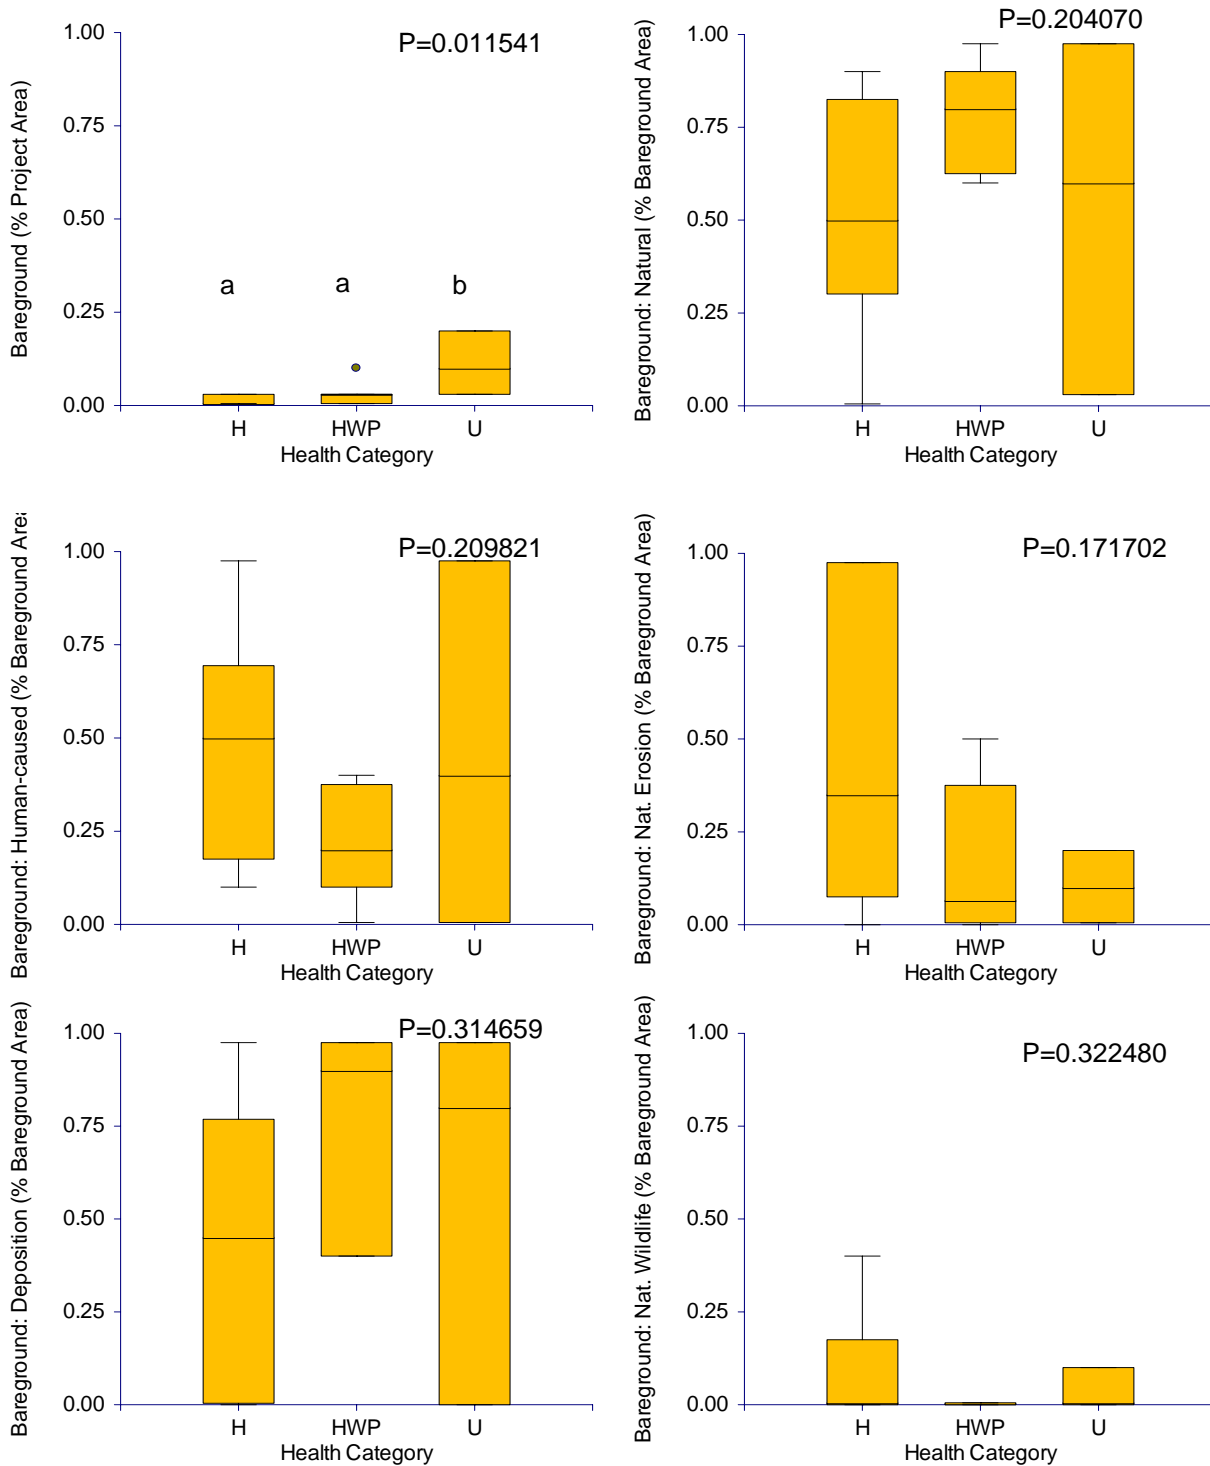 P=0.011541
Bareground (% Project Area)
1.00
0.75
0.50
0.25
0.00
a
a
b
H
HWP
U
Health Category
P=0.204070
Bareground: Natural (% Bareground Area)
1.00
0.75
0.50
0.25
0.00
H
HWP
U
Health Category
P=0.209821
Bareground: Human-caused (% Bareground Area
1.00
0.75
0.50
0.25
0.00
H
HWP
U
Health Category
P=0.171702
Bareground: Nat. Erosion (% Bareground Area)
1.00
0.75
0.50
0.25
0.00
H
HWP
U
Health Category
P=0.314659
Bareground: Deposition (% Bareground Area)
1.00
0.75
0.50
0.25
0.00
H
HWP
U
Health Category
P=0.322480
Bareground: Nat. Wildlife (% Bareground Area)
1.00
0.75
0.50
0.25
0.00
H
HWP
U
Health Category